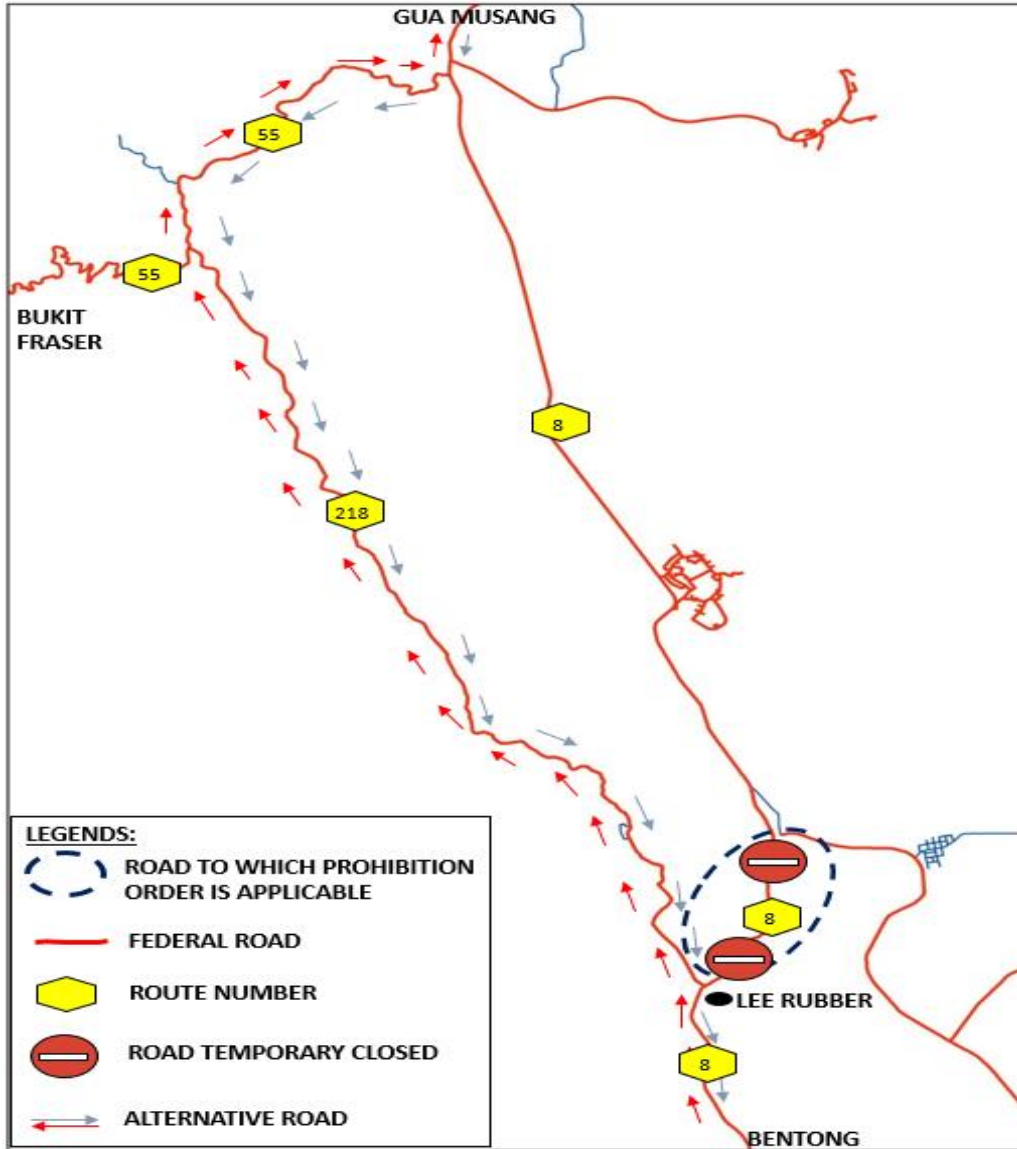 GUA MUSANG
55
55
BUKIT
FRASER
8
218
8
LEE RUBBER
8
BENTONG
LEGENDS:
ROAD TO WHICH PROHIBITION
ORDER IS APPLICABLE
FEDERAL ROAD
ROUTE NUMBER
ROAD TEMPORARY CLOSED
ALTERNATIVE ROAD